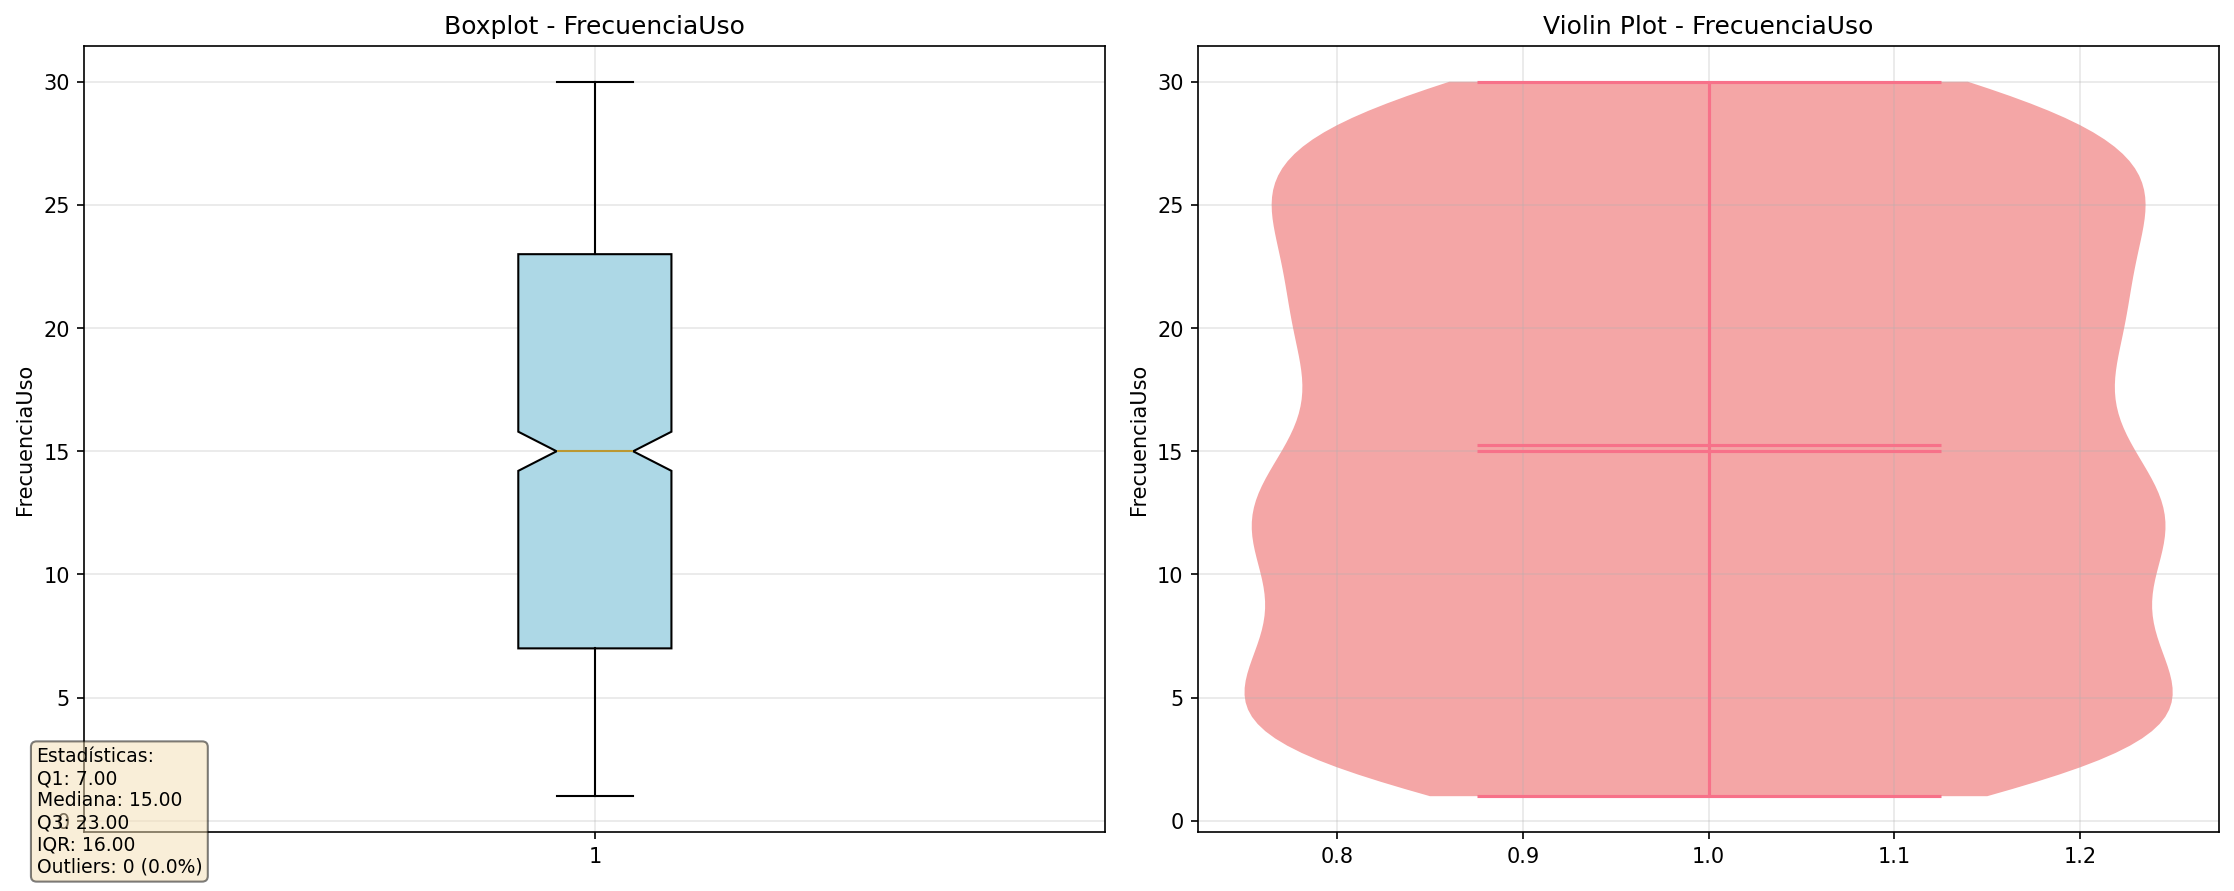 Boxplot - FrecuenciaUso
FrecuenciaUso
30
25
20
15
10
5
0
1
Estadísticas:
Q1: 7.00
Mediana: 15.00
Q3: 23.00
IQR: 16.00
Outliers: 0 (0.0%)
Violin Plot - FrecuenciaUso
FrecuenciaUso
30
25
20
15
10
5
0
0.8 0.9 1.0 1.1 1.2